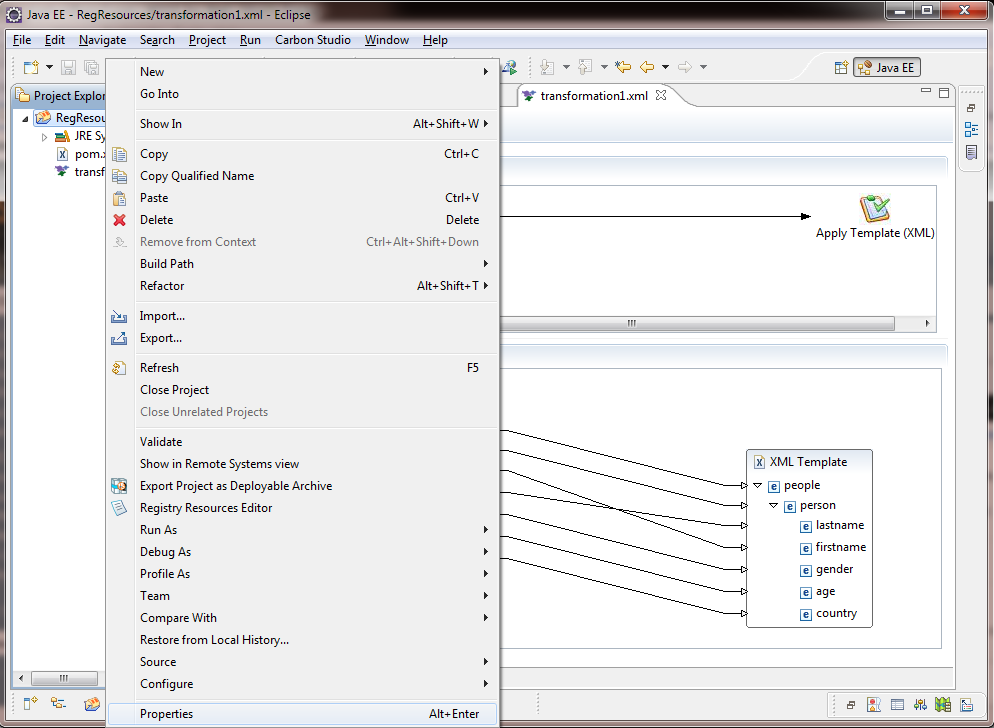 Java EE - RegResources/transformation1.xml - Eclipse
File Edit Navigate Search Project Run Carbon Studio Window Help
Java EE
Project Explor
transformation1.xml
RegResou
JRE Sy
pom.x
transf
New
Go Into
Show In Alt+Shift+W
Copy Ctrl+C
Copy Qualified Name
Paste Ctrl+V
Delete Delete
Remove from Context Ctrl+Alt+Shift+Down
Build Path
Refactor Alt+Shift+T
Import...
Export...
Refresh F5
Close Project
Close Unrelated Projects
Validate
Show in Remote Systems view
Export Project as Deployable Archive
Registry Resources Editor
Run As
Debug As
Profile As
Team
Compare With
Restore from Local History...
Source
Configure
Properties Alt+Enter
Apply Template (XML)
XML Template
people
person
lastname
firstname
gender
age
country